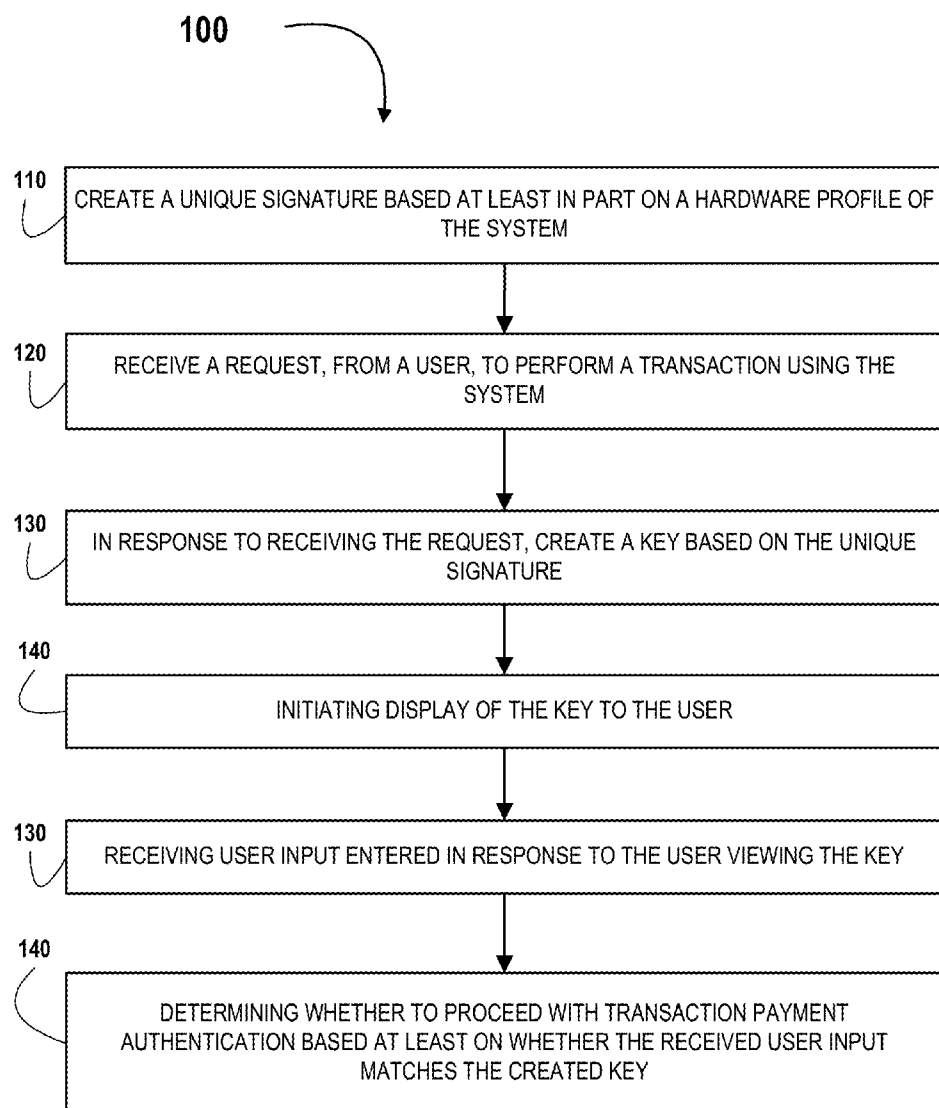 100
110
CREATE A UNIQUE SIGNATURE BASED AT LEAST IN PART ON A HARDWARE PROFILE OF
THE SYSTEM
120
RECEIVE A REQUEST, FROM A USER, TO PERFORM A TRANSACTION USING THE
SYSTEM
130
IN RESPONSE TO RECEIVING THE REQUEST, CREATE A KEY BASED ON THE UNIQUE
SIGNATURE
140
INITIATING DISPLAY OF THE KEY TO THE USER
130
RECEIVING USER INPUT ENTERED IN RESPONSE TO THE USER VIEWING THE KEY
140
DETERMINING WHETHER TO PROCEED WITH TRANSACTION PAYMENT
AUTHENTICATION BASED AT LEAST ON WHETHER THE RECEIVED USER INPUT
MATCHES THE CREATED KEY